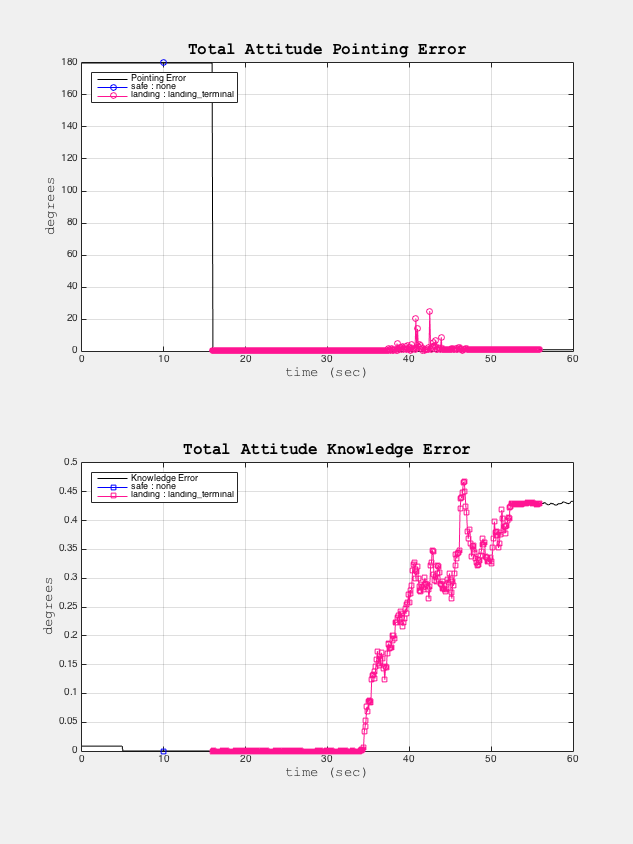 Total Attitude Pointing Error
180
160
140
120
100
80
60
40
20
0
degrees
Pointing Error
safe : none
landing : landing_terminal
0 10 20 30 40 50 60
time (sec)
Total Attitude Knowledge Error
0.5
0.45
0.4
0.35
0.3
0.25
0.2
0.15
0.1
0.05
0
degrees
Knowledge Error
safe : none
landing : landing_terminal
0 10 20 30 40 50 60
time (sec)